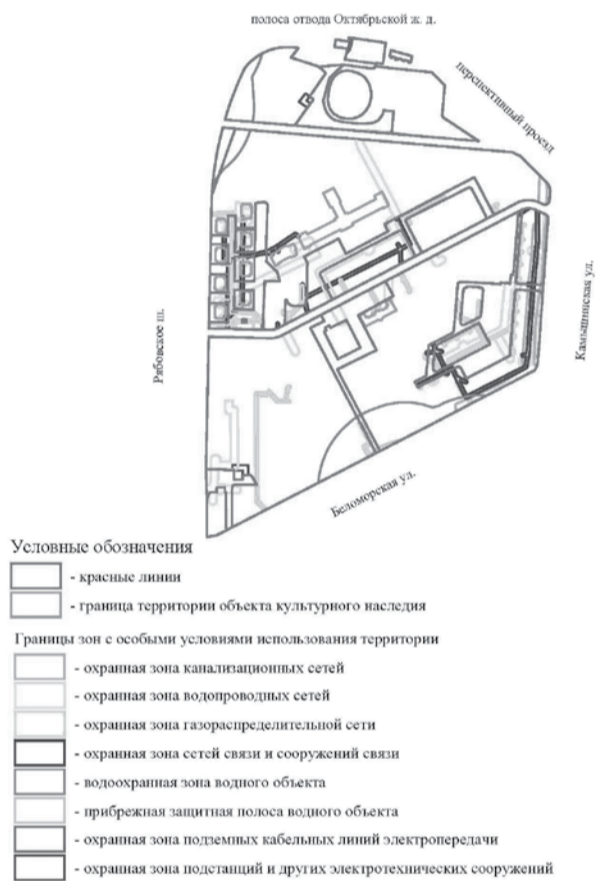 полоса отвода Октябрьской ж. д.
перспективный проезд
Рябовское ш.
Камышинская ул.
Беломорская ул.
Условные обозначения
- красные линии
- граница территории объекта культурного наследия
Границы зон с особыми условиями использования территории
- охранная зона канализационных сетей
- охранная зона водопроводных сетей
- охранная зона газораспределительной сети
- охранная зона сетей связи и сооружений связи
- водоохранная зона водного объекта
- прибрежная защитная полоса водного объекта
- охранная зона подземных кабельных линий электропередачи
- охранная зона подстанций и других электротехнических сооружений